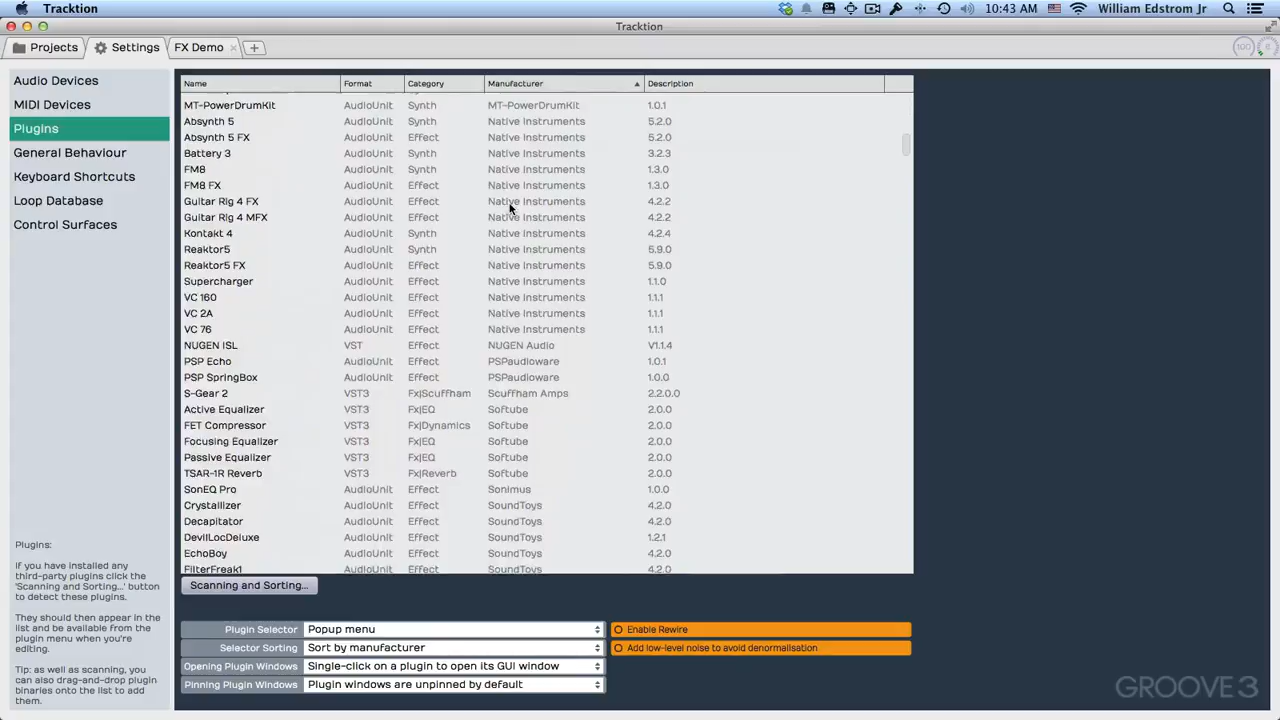 Tracktion 10:43 AM William Edstrom Jr
Tracktion
Projects Settings FX Demo × + 100
Audio Devices
MIDI Devices
Plugins
General Behaviour
Keyboard Shortcuts
Loop Database
Control Surfaces
Plugins:
If you have installed any
third-party plugins click the
'Scanning and Sorting...' button
to detect these plugins.
They should then appear in the
list and be available from the
plugin menu when you're
editing.
Tip: as well as scanning, you
can also drag-and-drop plugin
binaries onto the list to add
them.
Name Format Category Manufacturer Description
MT-PowerDrumKit AudioUnit Synth MT-PowerDrumKit 1.0.1
Absynth 5 AudioUnit Synth Native Instruments 5.2.0
Absynth 5 FX AudioUnit Effect Native Instruments 5.2.0
Battery 3 AudioUnit Synth Native Instruments 3.2.3
FM8 AudioUnit Synth Native Instruments 1.3.0
FM8 FX AudioUnit Effect Native Instruments 1.3.0
Guitar Rig 4 FX AudioUnit Effect Native Instruments 4.2.2
Guitar Rig 4 MFX AudioUnit Effect Native Instruments 4.2.2
Kontakt 4 AudioUnit Synth Native Instruments 4.2.4
Reaktor5 AudioUnit Synth Native Instruments 5.9.0
Reaktor5 FX AudioUnit Effect Native Instruments 5.9.0
Supercharger AudioUnit Effect Native Instruments 1.1.0
VC 160 AudioUnit Effect Native Instruments 1.1.1
VC 2A AudioUnit Effect Native Instruments 1.1.1
VC 76 AudioUnit Effect Native Instruments 1.1.1
NUGEN ISL VST Effect NUGEN Audio V1.1.4
PSP Echo AudioUnit Effect PSPaudioware 1.0.1
PSP SpringBox AudioUnit Effect PSPaudioware 1.0.0
S-Gear 2 VST3 Fx|Scuffham Scuffham Amps 2.2.0.0
Active Equalizer VST3 Fx|EQ Softube 2.0.0
FET Compressor VST3 Fx|Dynamics Softube 2.0.0
Focusing Equalizer VST3 Fx|EQ Softube 2.0.0
Passive Equalizer VST3 Fx|EQ Softube 2.0.0
TSAR-1R Reverb VST3 Fx|Reverb Softube 2.0.0
SonEQ Pro AudioUnit Effect Sonimus 1.0.0
Crystallizer AudioUnit Effect SoundToys 4.2.0
Decapitator AudioUnit Effect SoundToys 4.2.0
DevilLocDeluxe AudioUnit Effect SoundToys 1.2.1
EchoBoy AudioUnit Effect SoundToys 4.2.0
FilterFreak1 AudioUnit Effect SoundToys 4.2.0
Scanning and Sorting...
Plugin Selector Popup menu Enable Rewire
Selector Sorting Sort by manufacturer Add low-level noise to avoid denormalisation
Opening Plugin Windows Single-click on a plugin to open its GUI window
Pinning Plugin Windows Plugin windows are unpinned by default
GROOVE3